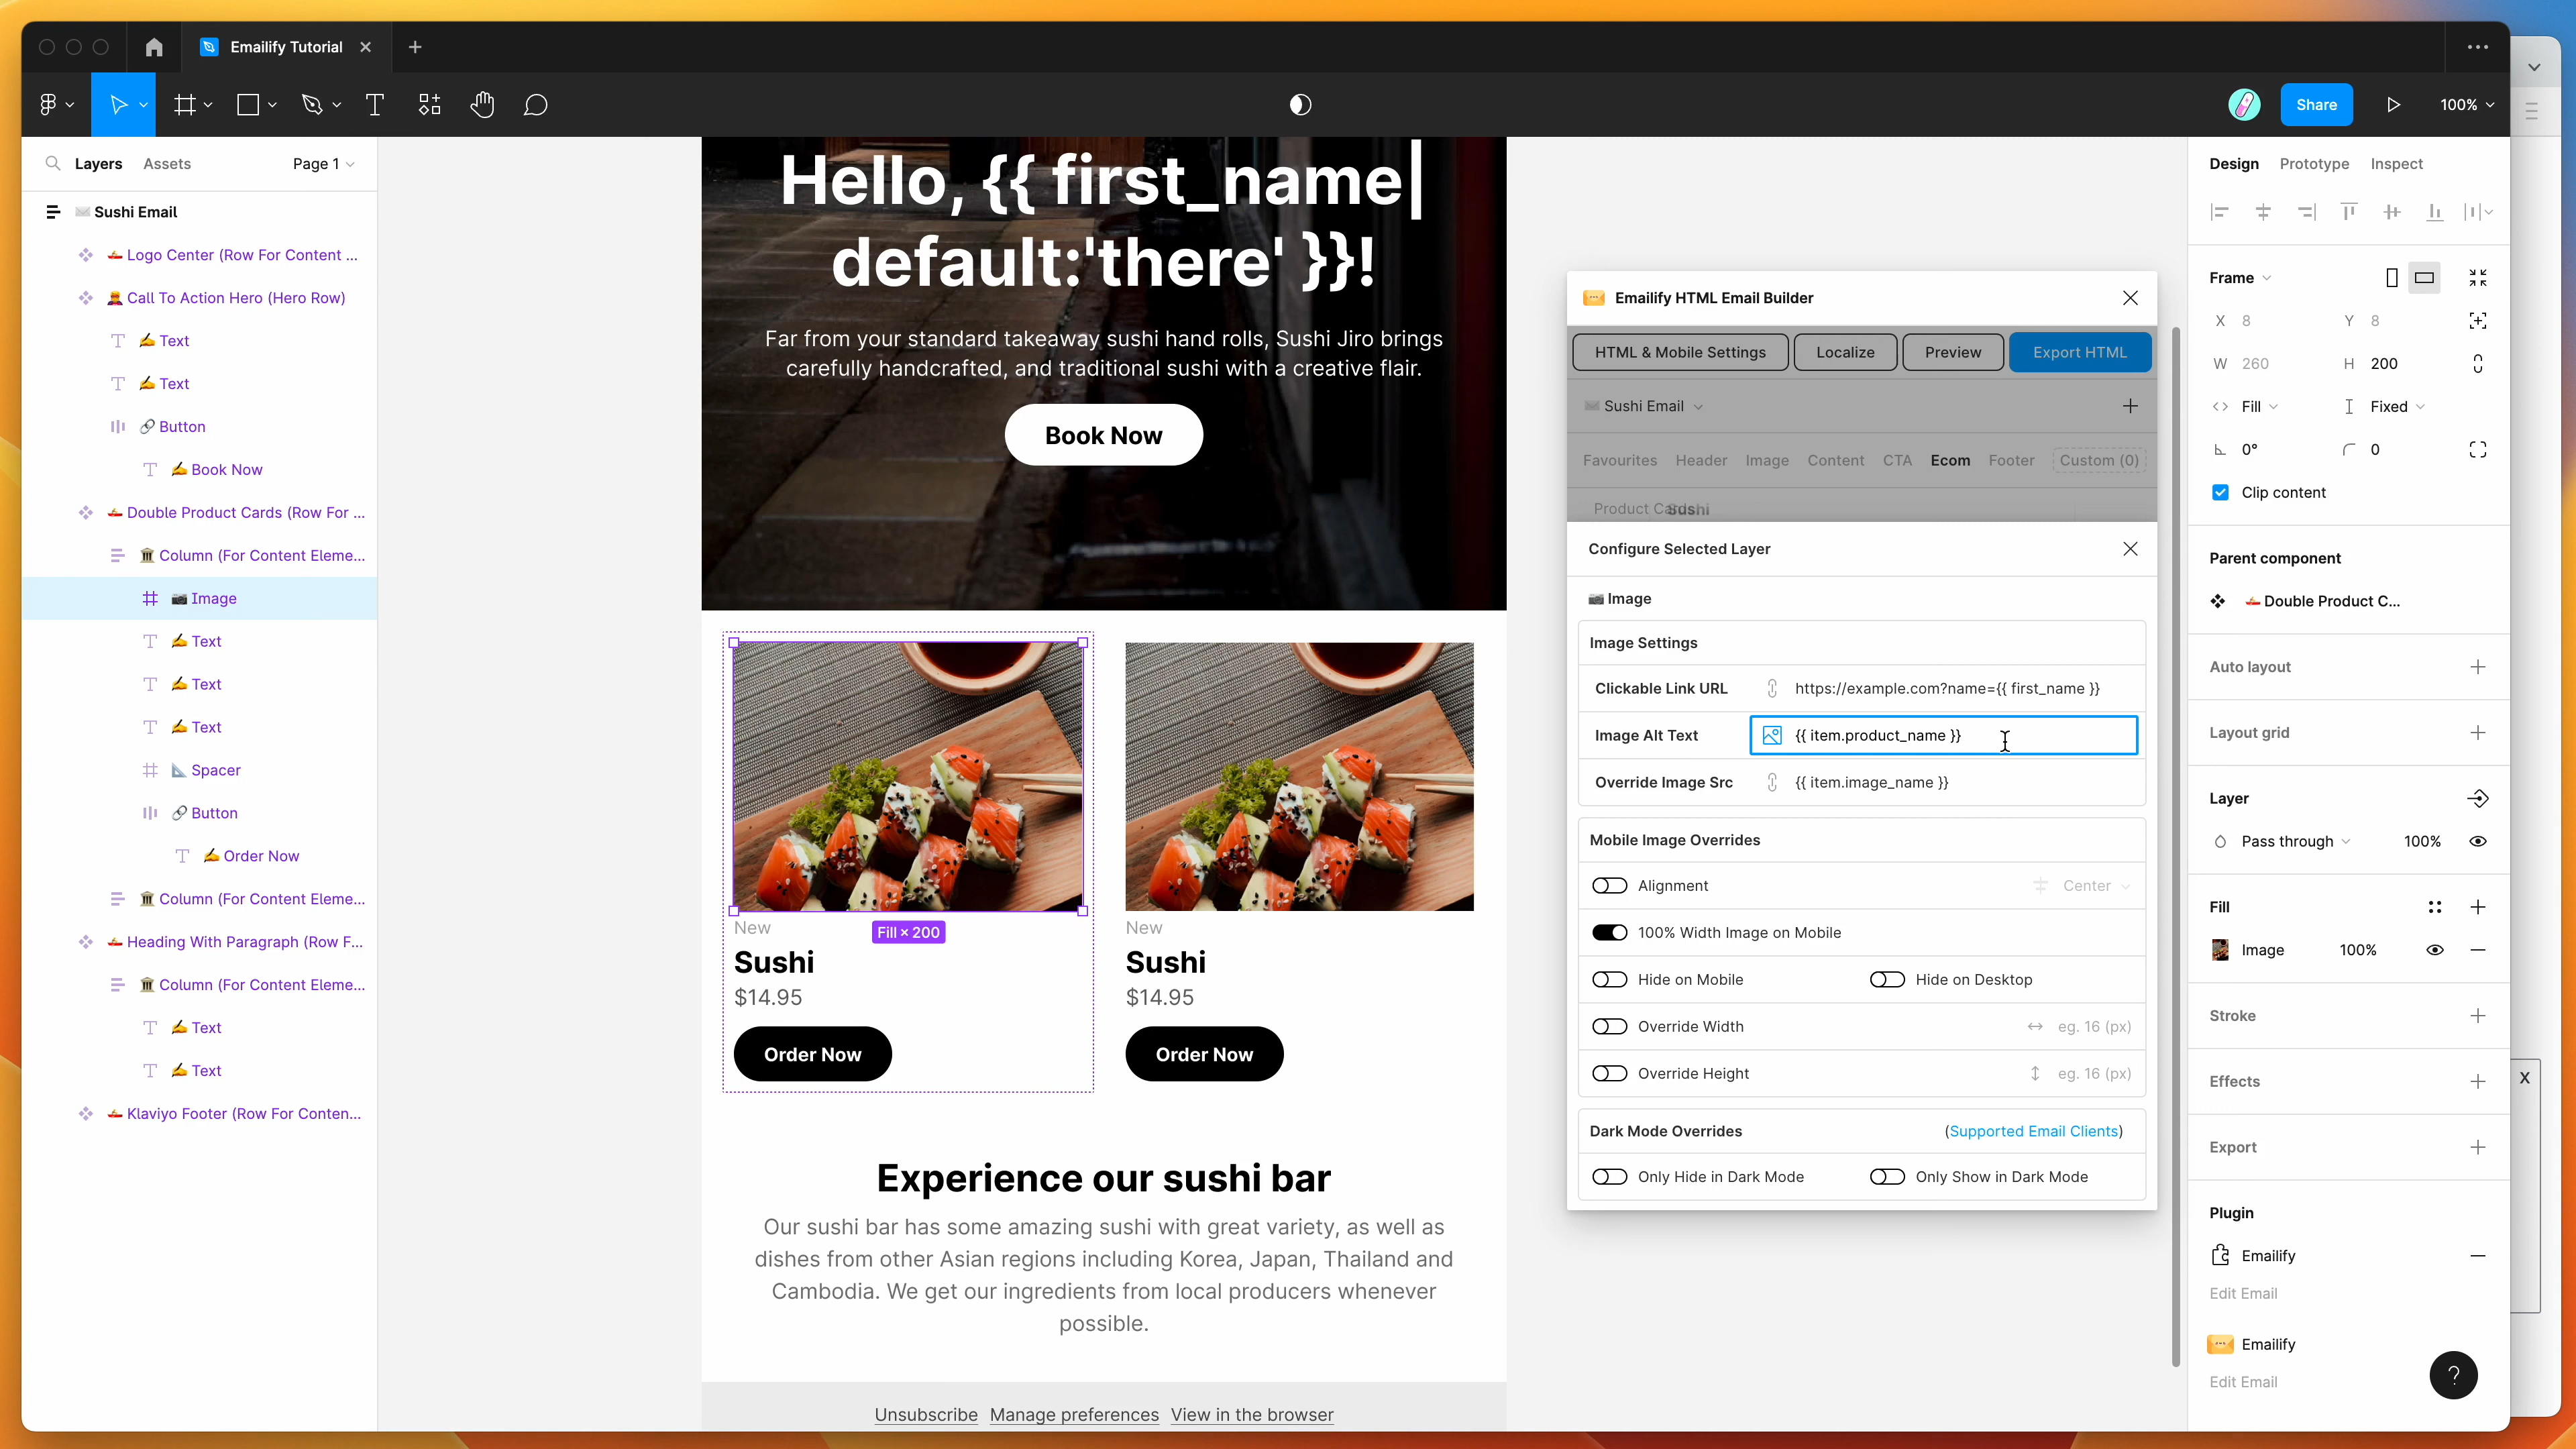 Emailify Tutorial
Share
100%
Layers
Assets
Page 1
Sushi Email
Logo Center (Row For Content ...
Call To Action Hero (Hero Row)
Text
Text
Button
Book Now
Double Product Cards (Row For ...
Column (For Content Eleme...
Image
Text
Text
Text
Spacer
Button
Order Now
Column (For Content Eleme...
Heading With Paragraph (Row F...
Column (For Content Eleme...
Text
Text
Klaviyo Footer (Row For Conten...
Hello, {{ first_name|
default:'there' }}!
Far from your standard takeaway sushi hand rolls, Sushi Jiro brings
carefully handcrafted, and traditional sushi with a creative flair.
Book Now
New
Fill × 200
Sushi
$14.95
Order Now
New
Sushi
$14.95
Order Now
Experience our sushi bar
Our sushi bar has some amazing sushi with great variety, as well as
dishes from other Asian regions including Korea, Japan, Thailand and
Cambodia. We get our ingredients from local producers whenever
possible.
Unsubscribe Manage preferences View in the browser
Emailify HTML Email Builder
HTML & Mobile Settings
Localize
Preview
Export HTML
Sushi Email
Favourites Header Image Content CTA Ecom Footer Custom (0)
Product Cards
Sushi
Configure Selected Layer
Image
Image Settings
Clickable Link URL
https://example.com?name={{ first_name }}
Image Alt Text
{{ item.product_name }}
Override Image Src
{{ item.image_name }}
Mobile Image Overrides
Alignment
Center
100% Width Image on Mobile
Hide on Mobile
Hide on Desktop
Override Width
eg. 16 (px)
Override Height
eg. 16 (px)
Dark Mode Overrides
(Supported Email Clients)
Only Hide in Dark Mode
Only Show in Dark Mode
Design
Prototype
Inspect
Frame
X 8
Y 8
W 260
H 200
Fill
Fixed
0°
0
Clip content
Parent component
Double Product C...
Auto layout
Layout grid
Layer
Pass through
100%
Fill
Image
100%
Stroke
Effects
Export
Plugin
Emailify
Edit Email
Emailify
Edit Email
?
X